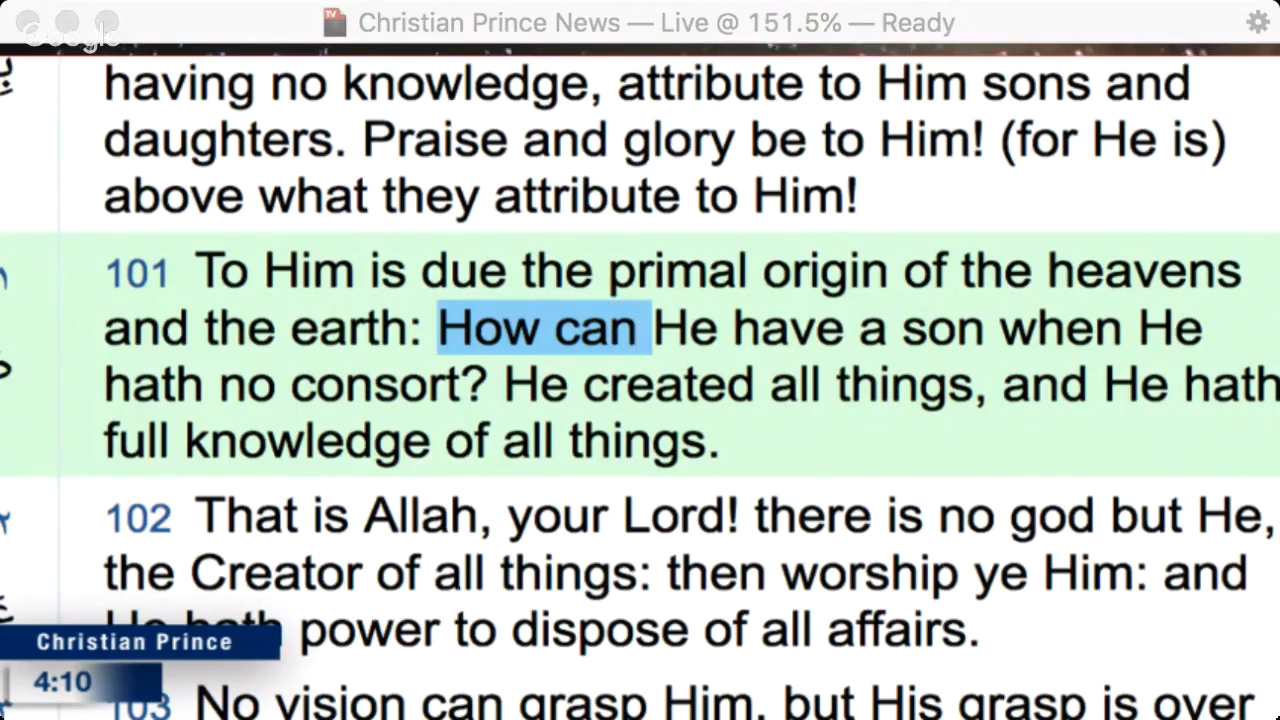 Christian Prince News — Live @ 151.5% — Ready
Google
having no knowledge, attribute to Him sons and
daughters. Praise and glory be to Him! (for He is)
above what they attribute to Him!
101 To Him is due the primal origin of the heavens
and the earth: How can He have a son when He
hath no consort? He created all things, and He hath
full knowledge of all things.
102 That is Allah, your Lord! there is no god but He,
the Creator of all things: then worship ye Him: and
He hath power to dispose of all affairs.
Christian Prince
4:10
103 No vision can grasp Him, but His grasp is over